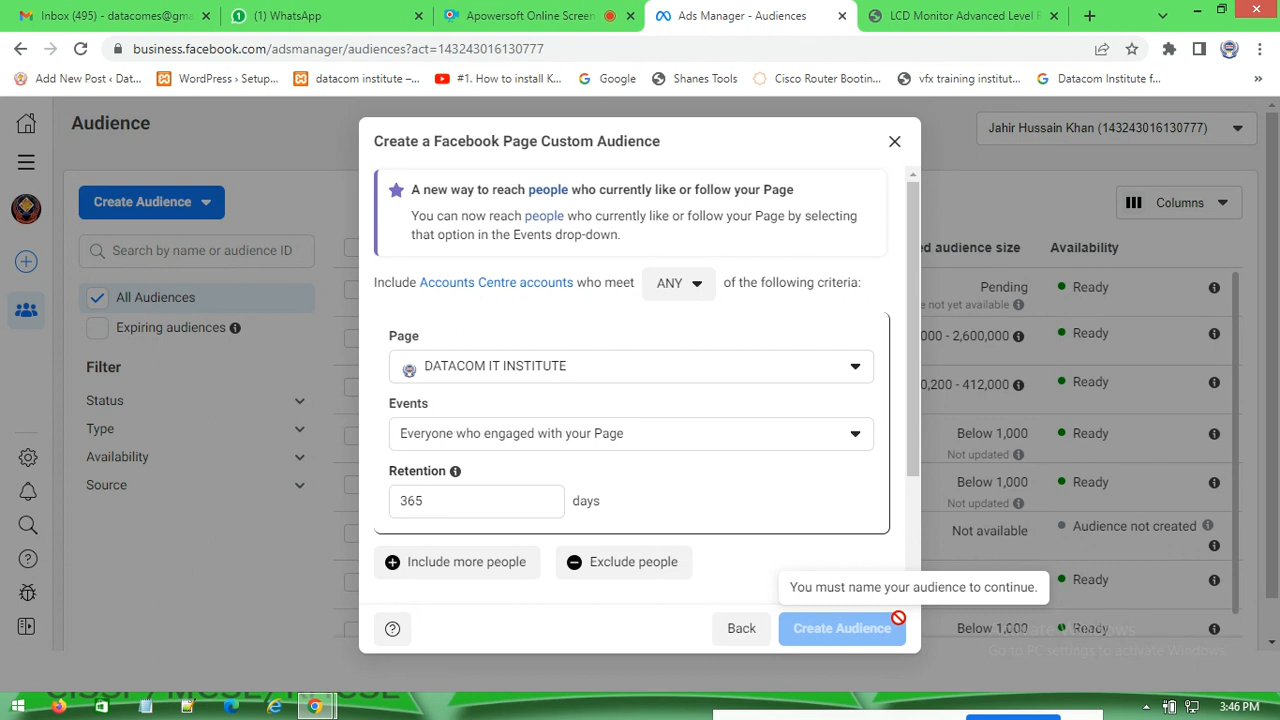 Inbox (495) - datacomes@gma
(1) WhatsApp
Apowersoft Online Screen
Ads Manager - Audiences
LCD Monitor Advanced Level R
business.facebook.com/adsmanager/audiences?act=143243016130777
Add New Post ‹ Dat...
WordPress › Setup...
datacom institute –...
#1. How to install K...
Google
Shanes Tools
Cisco Router Bootin...
vfx training institut...
Datacom Institute f...
»
Audience
Jahir Hussain Khan (143243016130777)
Create Audience
Columns
Search by name or audience ID
All Audiences
Expiring audiences
Filter
Status
Type
Availability
Source
Create a Facebook Page Custom Audience
A new way to reach people who currently like or follow your Page
You can now reach people who currently like or follow your Page by selecting
that option in the Events drop-down.
Include Accounts Centre accounts who meet ANY of the following criteria:
Page
DATACOM IT INSTITUTE
Events
Everyone who engaged with your Page
Retention
365 days
Include more people
Exclude people
You must name your audience to continue.
Back
Create Audience
ed audience size
Availability
Pending
Ready
e not yet available
000 - 2,600,000
Ready
0,200 - 412,000
Ready
Below 1,000
Ready
Not updated
Below 1,000
Ready
Not updated
Not available
Audience not created
Ready
Below 1,000
Ready
Activate Windows
Go to PC settings to activate Windows.
3:46 PM